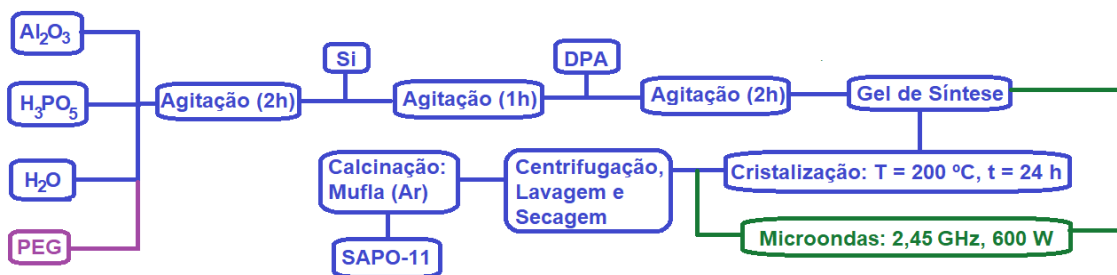 Al₂O₃
H₃PO₅
H₂O
PEG
Agitação (2h)
Si
Agitação (1h)
DPA
Agitação (2h)
Gel de Síntese
Cristalização: T = 200 ºC, t = 24 h
Microondas: 2,45 GHz, 600 W
Centrifugação,
Lavagem e
Secagem
Calcinação:
Mufla (Ar)
SAPO-11